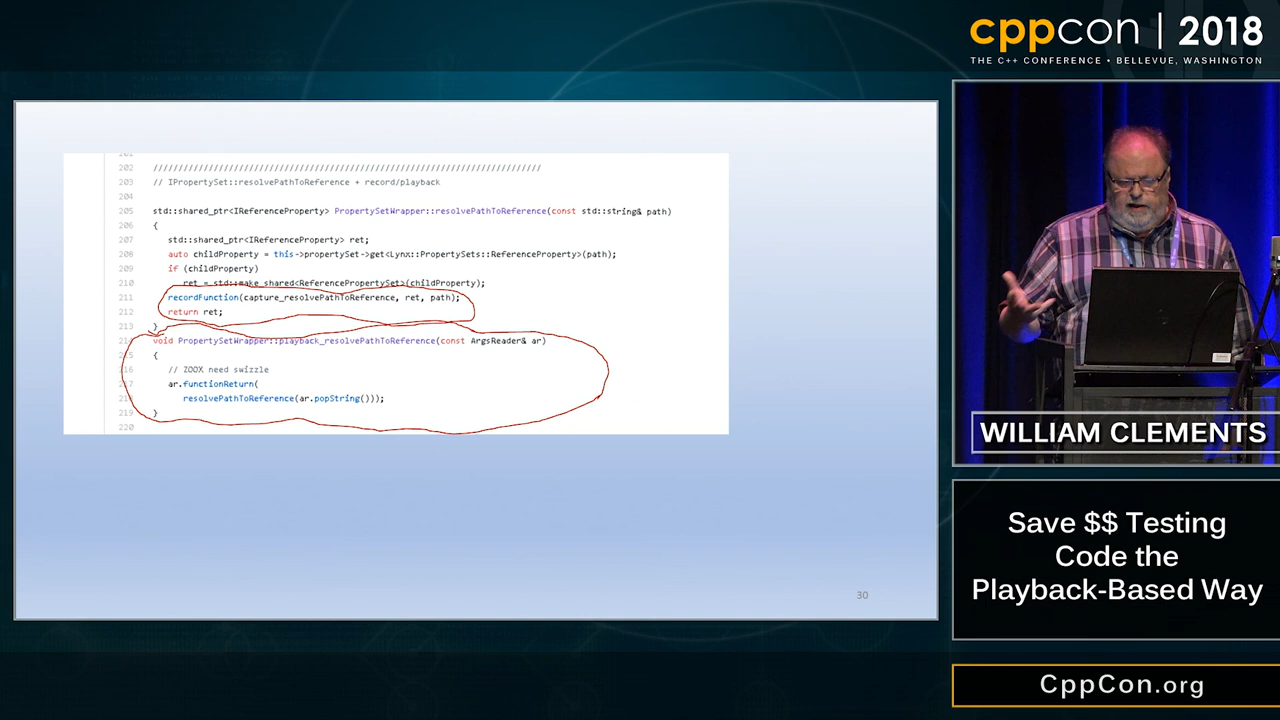 cppcon | 2018
THE C++ CONFERENCE • BELLEVUE, WASHINGTON
201
202 ////////////////////////////////////////////////////////////////////////////////
203 // IPropertySet::resolvePathToReference + record/playback
204
205 std::shared_ptr<IReferenceProperty> PropertySetWrapper::resolvePathToReference(const std::string& path)
206 {
207 std::shared_ptr<IReferenceProperty> ret;
208 auto childProperty = this->propertySet->get<Lynx::PropertySets::ReferenceProperty>(path);
209 if (childProperty)
210 ret = std::make_shared<ReferencePropertySet>(childProperty);
211 recordFunction(capture_resolvePathToReference, ret, path);
212 return ret;
213 }
214 void PropertySetWrapper::playback_resolvePathToReference(const ArgsReader& ar)
215 {
216 // ZOOX need swizzle
217 ar.functionReturn(
218 resolvePathToReference(ar.popString()));
219 }
220
30
WILLIAM CLEMENTS
Save $$ Testing
Code the
Playback-Based Way
CppCon.org